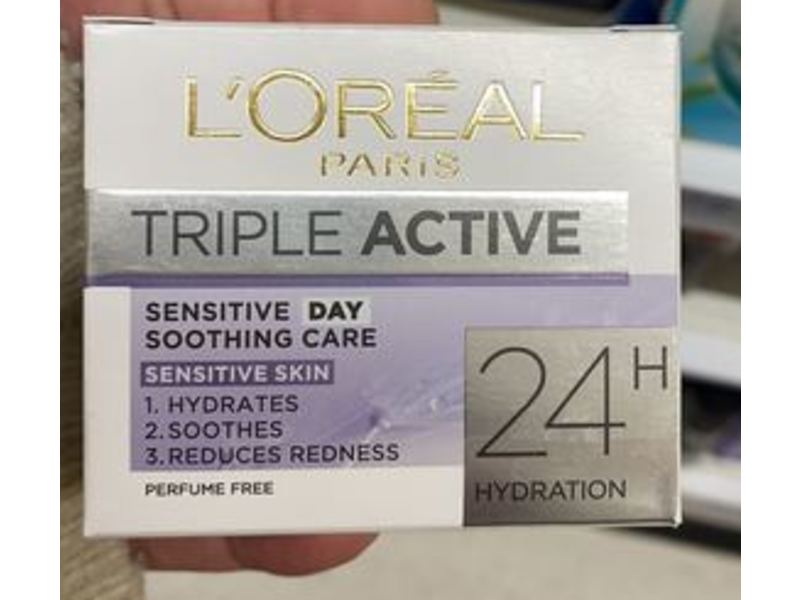 L'ORÉAL
PARiS
TRIPLE ACTIVE
SENSITIVE DAY
SOOTHING CARE
SENSITIVE SKIN
1. HYDRATES
2. SOOTHES
3. REDUCES REDNESS
PERFUME FREE
24H
HYDRATION